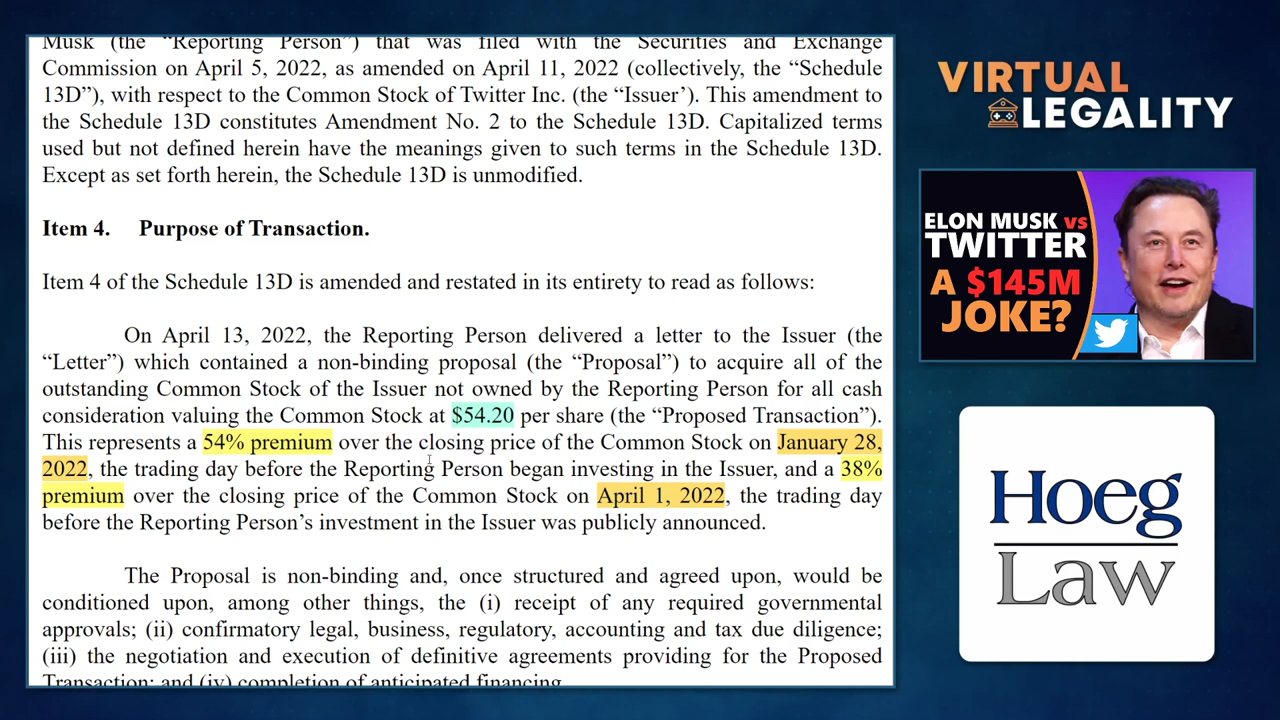 Musk (the “Reporting Person”) that was filed with the Securities and Exchange
Commission on April 5, 2022, as amended on April 11, 2022 (collectively, the “Schedule
13D”), with respect to the Common Stock of Twitter Inc. (the “Issuer’). This amendment to
the Schedule 13D constitutes Amendment No. 2 to the Schedule 13D. Capitalized terms
used but not defined herein have the meanings given to such terms in the Schedule 13D.
Except as set forth herein, the Schedule 13D is unmodified.
Item 4. Purpose of Transaction.
Item 4 of the Schedule 13D is amended and restated in its entirety to read as follows:
On April 13, 2022, the Reporting Person delivered a letter to the Issuer (the
“Letter”) which contained a non-binding proposal (the “Proposal”) to acquire all of the
outstanding Common Stock of the Issuer not owned by the Reporting Person for all cash
consideration valuing the Common Stock at $54.20 per share (the “Proposed Transaction”).
This represents a 54% premium over the closing price of the Common Stock on January 28,
2022, the trading day before the Reporting Person began investing in the Issuer, and a 38%
premium over the closing price of the Common Stock on April 1, 2022, the trading day
before the Reporting Person’s investment in the Issuer was publicly announced.
The Proposal is non-binding and, once structured and agreed upon, would be
conditioned upon, among other things, the (i) receipt of any required governmental
approvals; (ii) confirmatory legal, business, regulatory, accounting and tax due diligence;
(iii) the negotiation and execution of definitive agreements providing for the Proposed
Transaction; and (iv) completion of anticipated financing.
VIRTUAL
LEGALITY
ELON MUSK vs
TWITTER
A $145M
JOKE?
Hoeg
Law